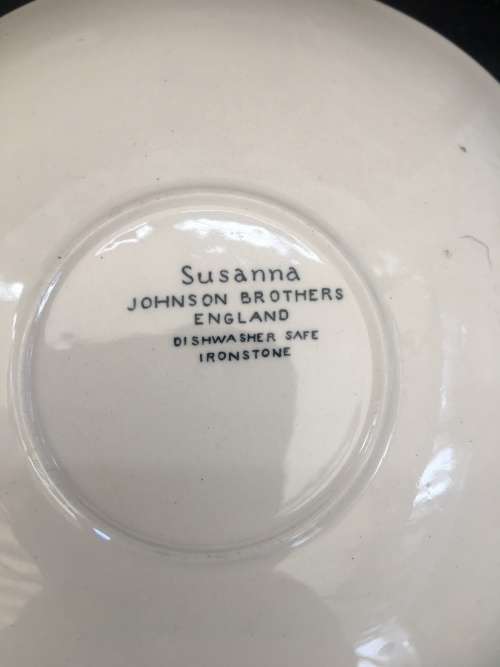 Susanna
JOHNSON BROTHERS
ENGLAND
DISHWASHER SAFE
IRONSTONE